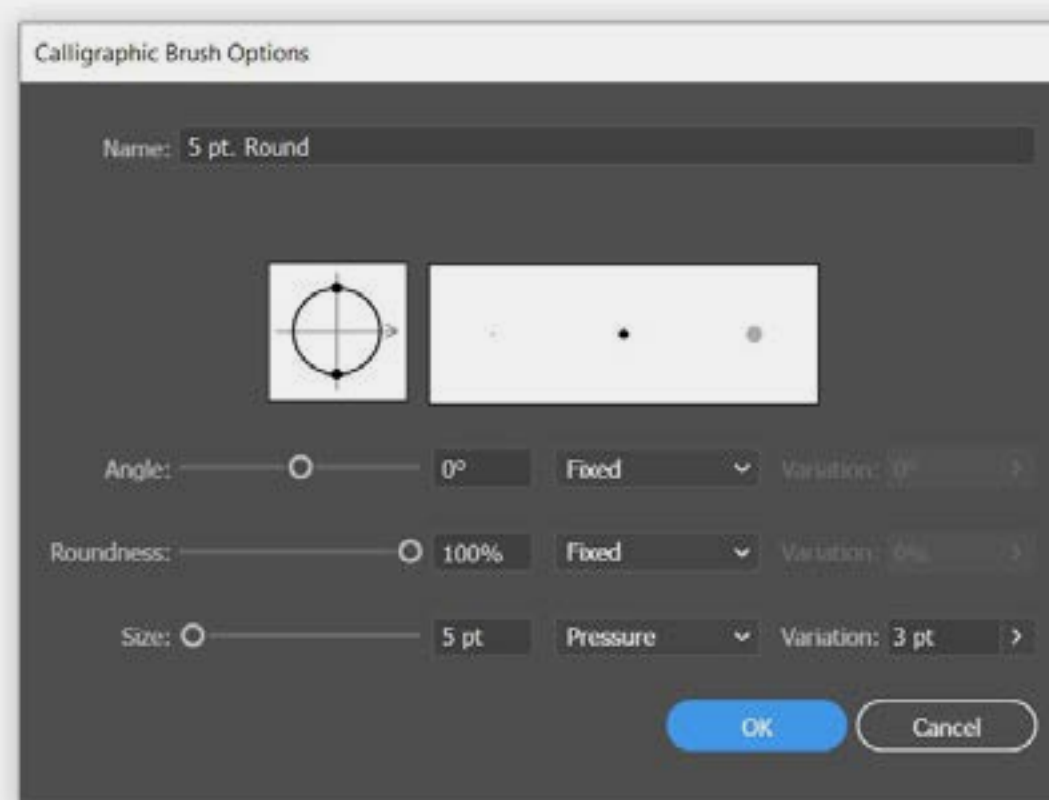 Calligraphic Brush Options
Name: 5 pt. Round
Angle: 0° Fixed Variation: 0°
Roundness: 100% Fixed Variation: 0%
Size: 5 pt Pressure Variation: 3 pt
OK Cancel